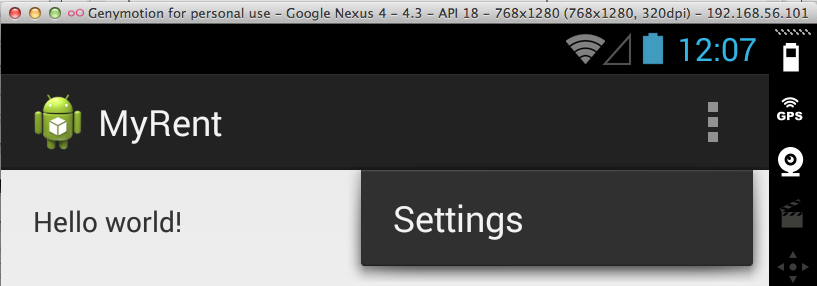 Genymotion for personal use - Google Nexus 4 - 4.3 - API 18 - 768x1280 (768x1280, 320dpi) - 192.168.56.101
12:07
MyRent
GPS
Hello world!
Settings